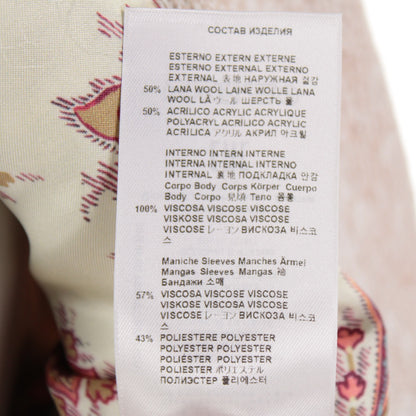 СОСТАВ ИЗДЕЛИЯ
ESTERNO EXTERN EXTERNE
ESTERNO EXTERNAL EXTERNO
EXTERNAL 表地 НАРУЖНАЯ 겉감
50% LANA WOOL LAINE WOLLE LANA
WOOL LÃ ウール ШЕРСТЬ 울
50% ACRILICO ACRYLIC ACRYLIQUE
POLYACRYL ACRILICO ACRYLIC
ACRILICA アクリル АКРИЛ 아크릴
INTERNO INTERN INTERNE
INTERNA INTERNAL INTERNO
INTERNAL 裏地 ПОДКЛАДКА 안감
Corpo Body Corps Körper Cuerpo
Body Corpo Тело 몸통
100% VISCOSA VISCOSE VISCOSE
VISKOSE VISCOSA VISCOSE
VISCOSE レーヨン ВИСКОЗА 비스코
스
Maniche Sleeves Manches Ärmel
Mangas Sleeves Mangas 袖
Бандажи 소매
57% VISCOSA VISCOSE VISCOSE
VISKOSE VISCOSA VISCOSE
VISCOSE レーヨン ВИСКОЗА 비스코
스
43% POLIESTERE POLYESTER
POLYESTER POLYESTER
POLIÉSTER POLYESTER
POLIESTER ポリエステル
ПОЛИЭСТЕР 폴리에스터